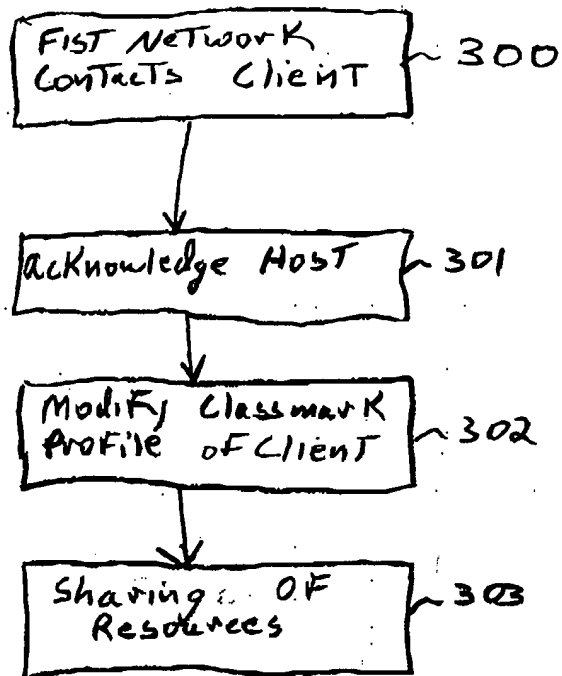 FIST NETWORK
CONTACTS CLIENT
300
acknowledge HOST
301
Modify Classmark
Profile of Client
302
Sharing OF
Resources
303